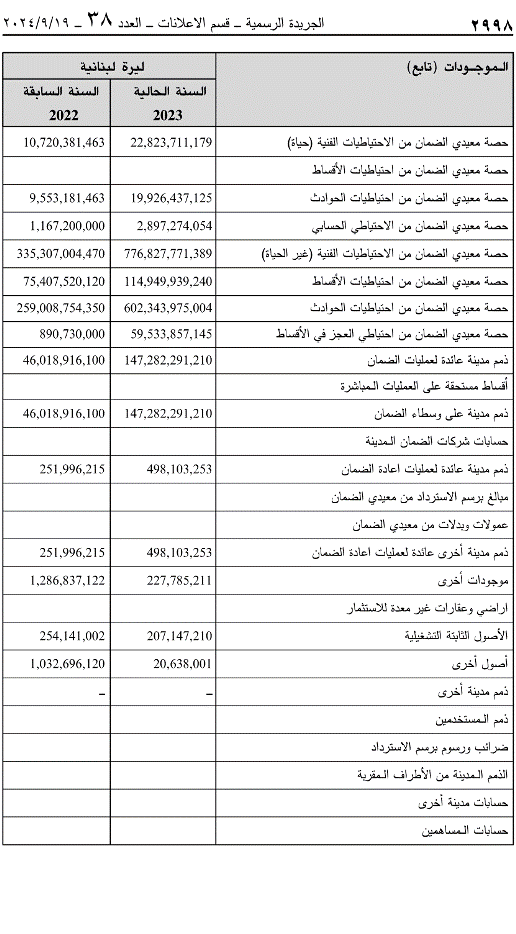 ٢٩٩٨ الجريدة الرسمية – قسم الاعلانات – العدد ٣٨ – ٢٠٢٤/٩/١٩
الـموجـودات (تابع) ليرة لبنانية
السنة الحالية السنة السابقة
2023 2022
حصة معيدي الضمان من الاحتياطيات الفنية (حياة) 22,823,711,179 10,720,381,463
حصة معيدي الضمان من احتياطيات الأقساط
حصة معيدي الضمان من احتياطيات الحوادث 19,926,437,125 9,553,181,463
حصة معيدي الضمان من الاحتياطي الحسابي 2,897,274,054 1,167,200,000
حصة معيدي الضمان من الاحتياطيات الفنية (غير الحياة) 776,827,771,389 335,307,004,470
حصة معيدي الضمان من احتياطيات الأقساط 114,949,939,240 75,407,520,120
حصة معيدي الضمان من احتياطيات الحوادث 602,343,975,004 259,008,754,350
حصة معيدي الضمان من احتياطي العجز في الأقساط 59,533,857,145 890,730,000
ذمم مدينة عائدة لعمليات الضمان 147,282,291,210 46,018,916,100
أقساط مستحقة على العمليات الـمباشرة
ذمم مدينة على وسطاء الضمان 147,282,291,210 46,018,916,100
حسابات شركات الضمان الـمدينة
ذمم مدينة عائدة لعمليات اعادة الضمان 498,103,253 251,996,215
مبالغ برسم الاسترداد من معيدي الضمان
عمولات وبدلات من معيدي الضمان
ذمم مدينة أخرى عائدة لعمليات اعادة الضمان 498,103,253 251,996,215
موجودات أخرى 227,785,211 1,286,837,122
اراضي وعقارات غير معدة للاستثمار
الأصول الثابتة التشغيلية 207,147,210 254,141,002
أصول أخرى 20,638,001 1,032,696,120
ذمم مدينة أخرى – –
ذمم الـمستخدمين
ضرائب ورسوم برسم الاسترداد
الذمم الـمدينة من الأطراف الـمقربة
حسابات مدينة أخرى
حسابات الـمساهمين